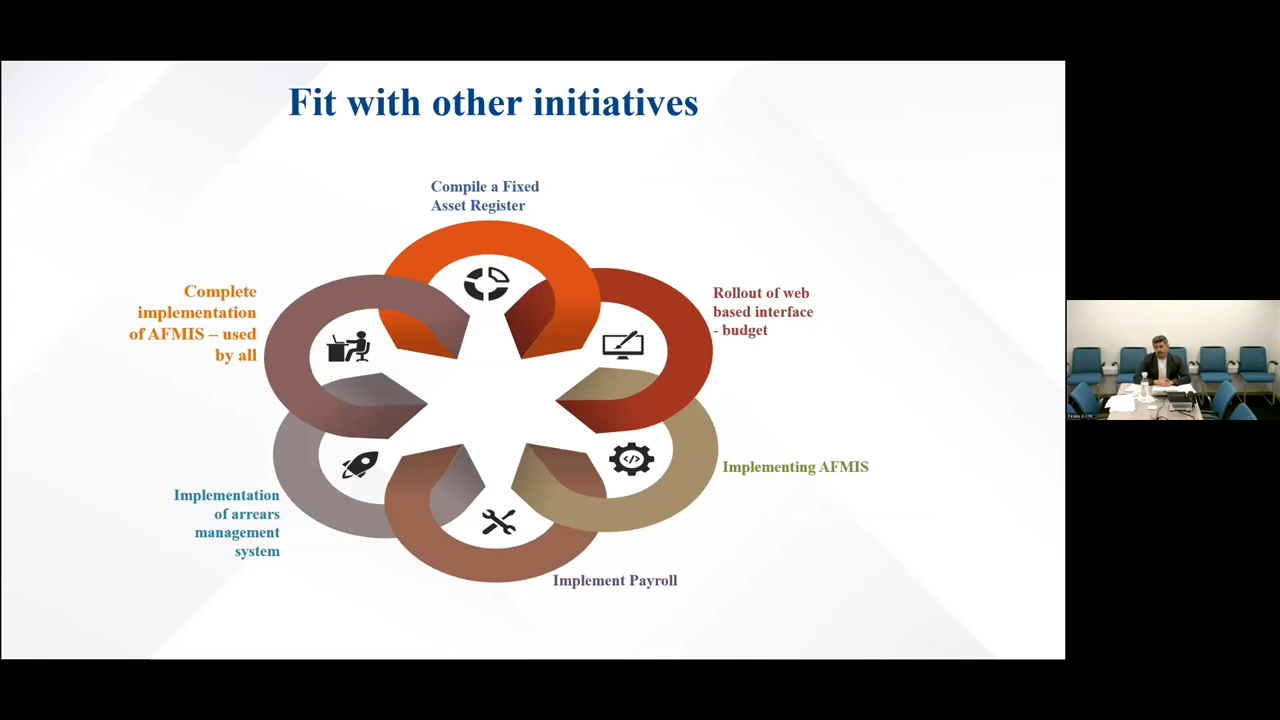 Fit with other initiatives
Compile a Fixed
Asset Register
Rollout of web
based interface
- budget
Implementing AFMIS
Implement Payroll
Implementation
of arrears
management
system
Complete
implementation
of AFMIS – used
by all